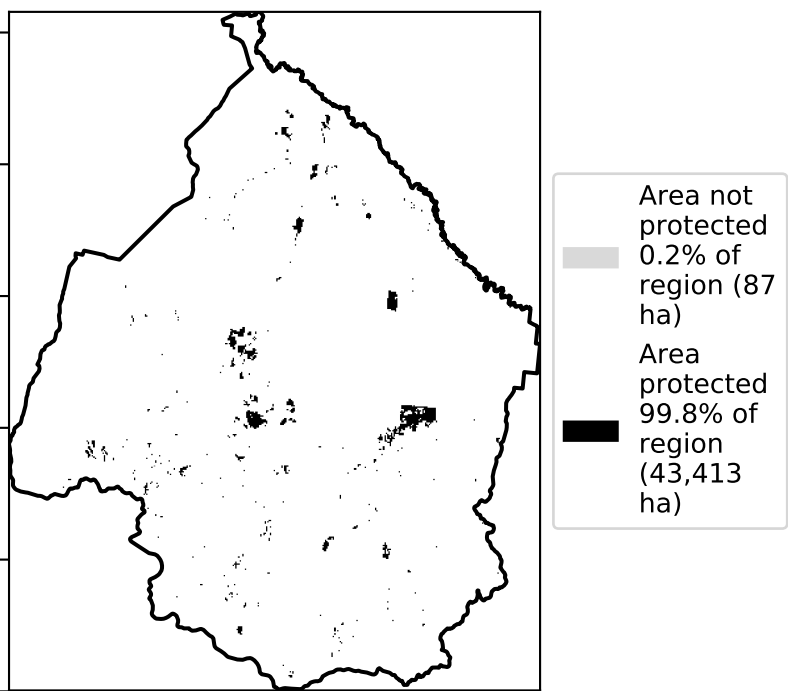 Area not
protected
0.2% of
region (87
ha)
Area
protected
99.8% of
region
(43,413
ha)